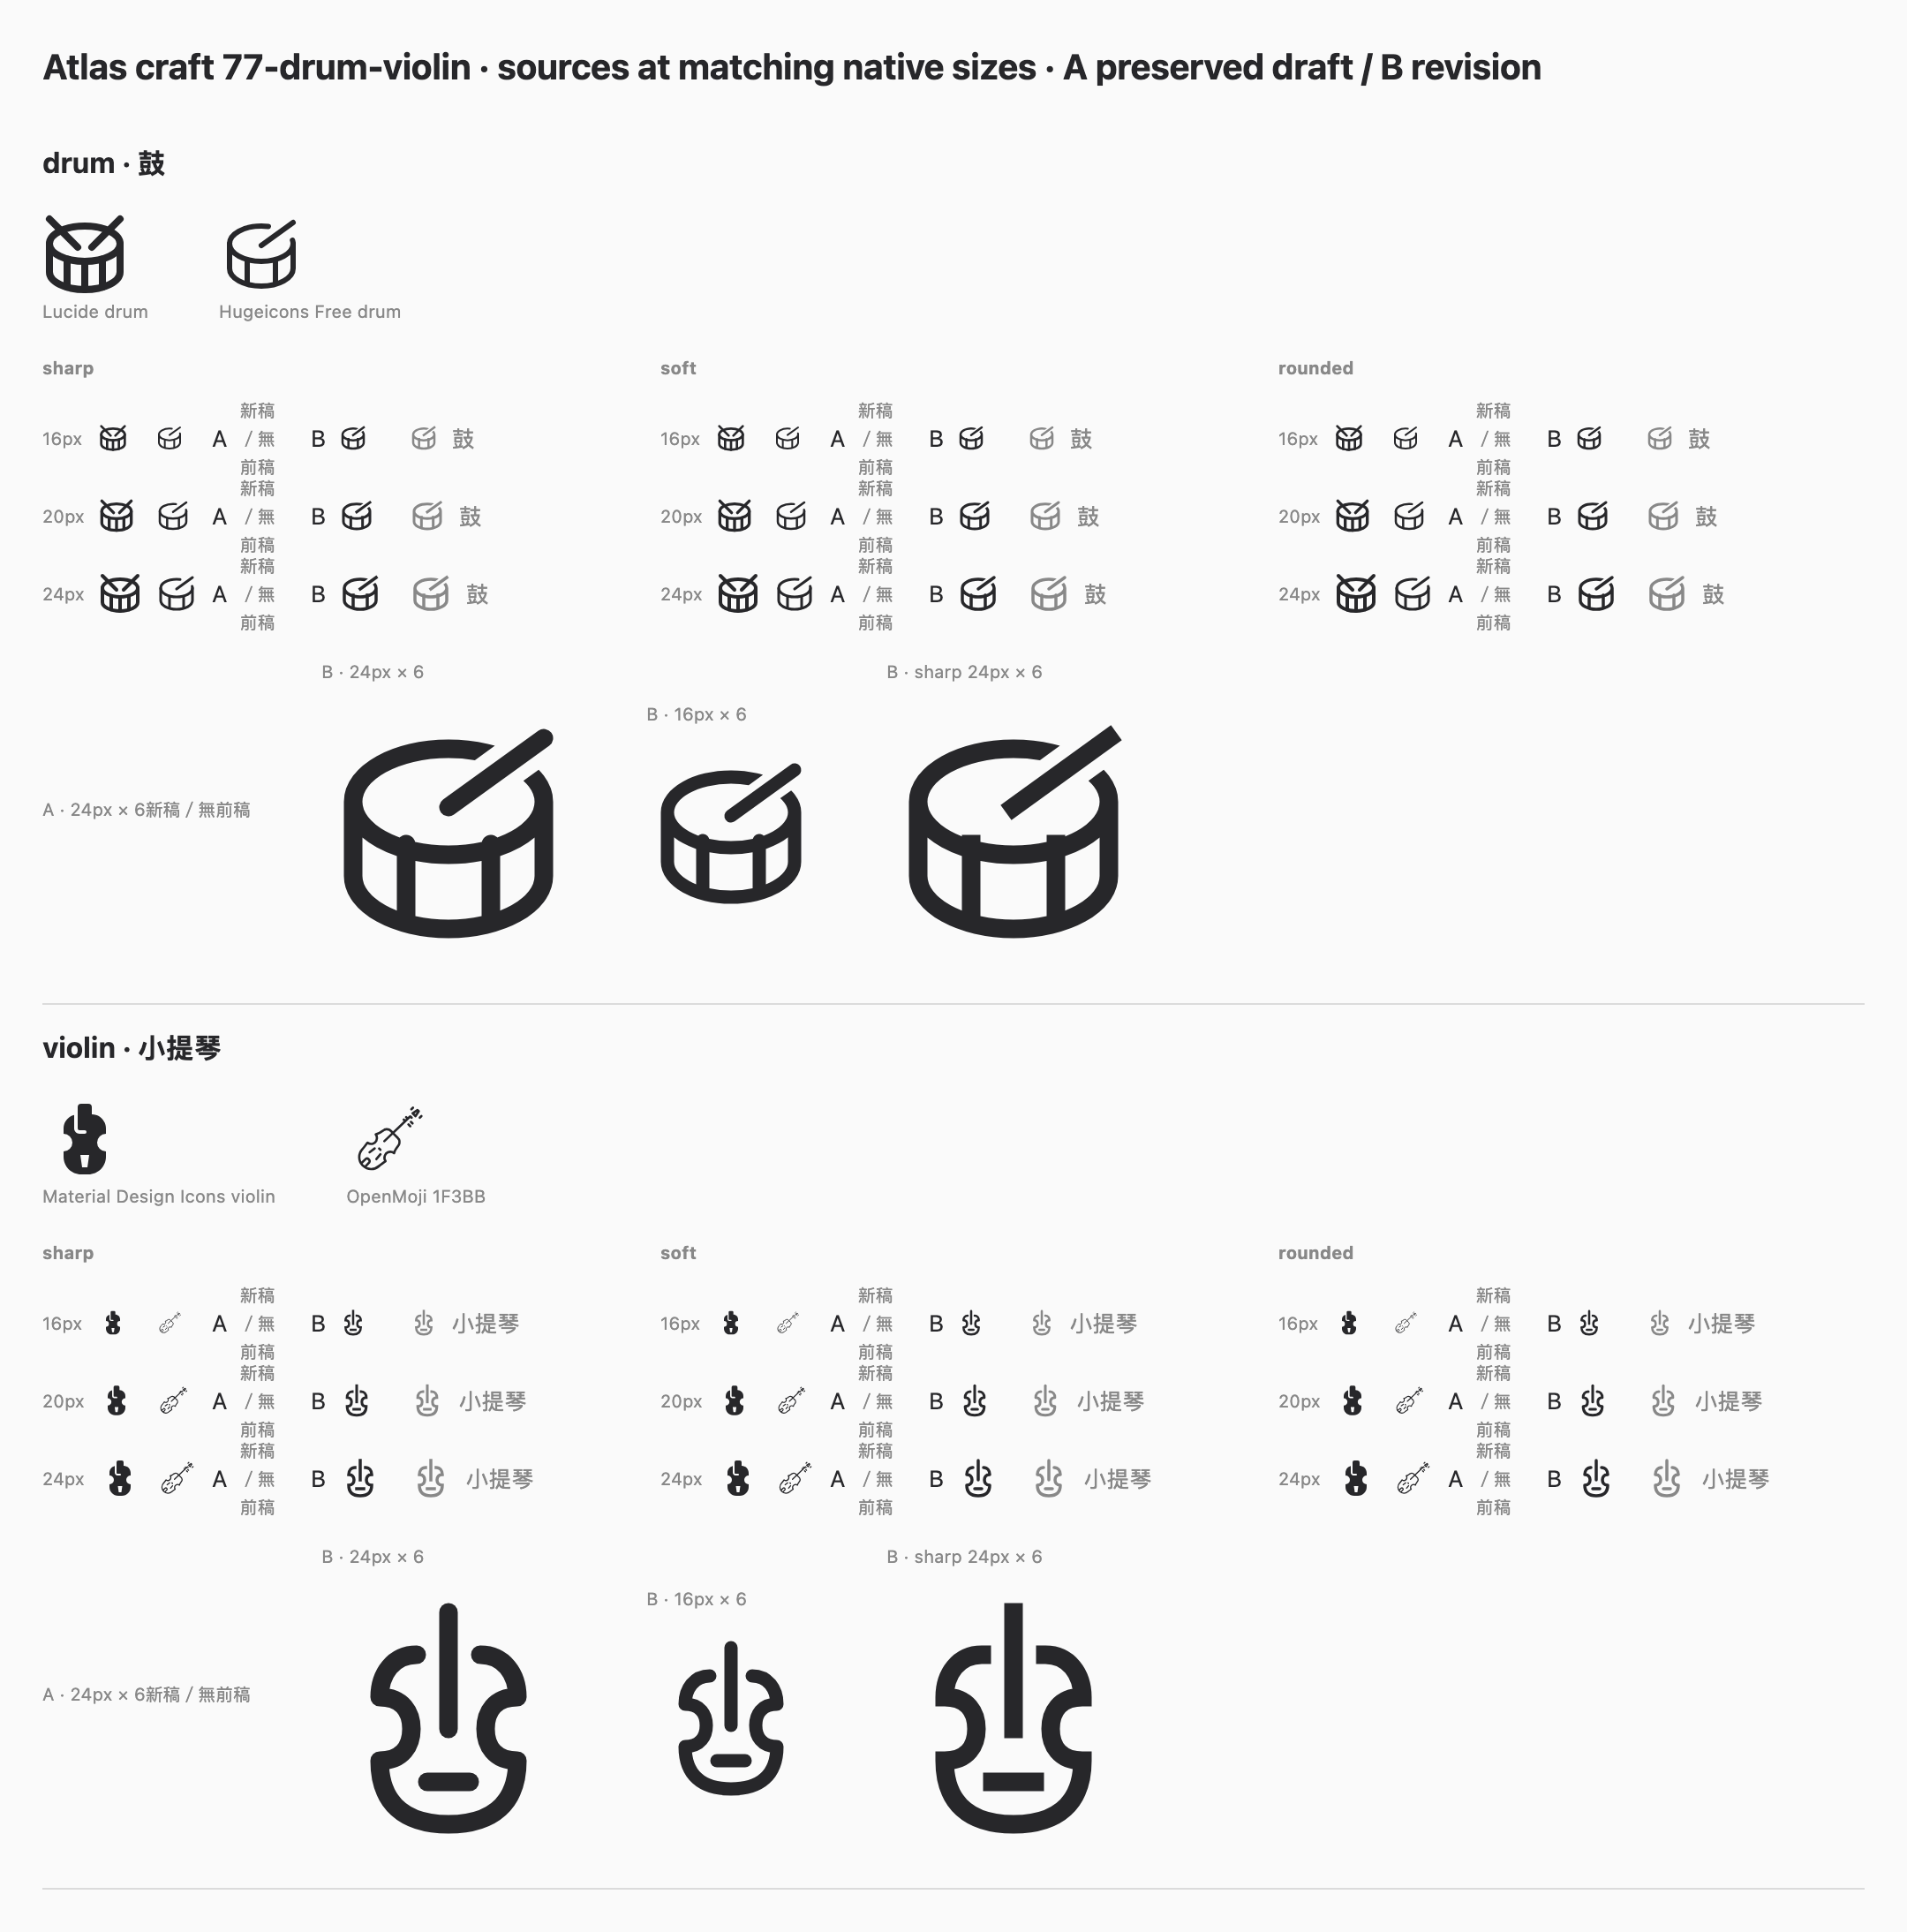 Atlas craft 77-drum-violin · sources at matching native sizes · A preserved draft / B revision
drum · 鼓
Lucide drum
Hugeicons Free drum
sharp
16px A 新稿 / 無前稿 B 鼓
20px A 新稿 / 無前稿 B 鼓
24px A 新稿 / 無前稿 B 鼓
soft
16px A 新稿 / 無前稿 B 鼓
20px A 新稿 / 無前稿 B 鼓
24px A 新稿 / 無前稿 B 鼓
rounded
16px A 新稿 / 無前稿 B 鼓
20px A 新稿 / 無前稿 B 鼓
24px A 新稿 / 無前稿 B 鼓
A · 24px × 6新稿 / 無前稿
B · 24px × 6
B · 16px × 6
B · sharp 24px × 6
violin · 小提琴
Material Design Icons violin
OpenMoji 1F3BB
sharp
16px A 新稿 / 無前稿 B 小提琴
20px A 新稿 / 無前稿 B 小提琴
24px A 新稿 / 無前稿 B 小提琴
soft
16px A 新稿 / 無前稿 B 小提琴
20px A 新稿 / 無前稿 B 小提琴
24px A 新稿 / 無前稿 B 小提琴
rounded
16px A 新稿 / 無前稿 B 小提琴
20px A 新稿 / 無前稿 B 小提琴
24px A 新稿 / 無前稿 B 小提琴
A · 24px × 6新稿 / 無前稿
B · 24px × 6
B · 16px × 6
B · sharp 24px × 6